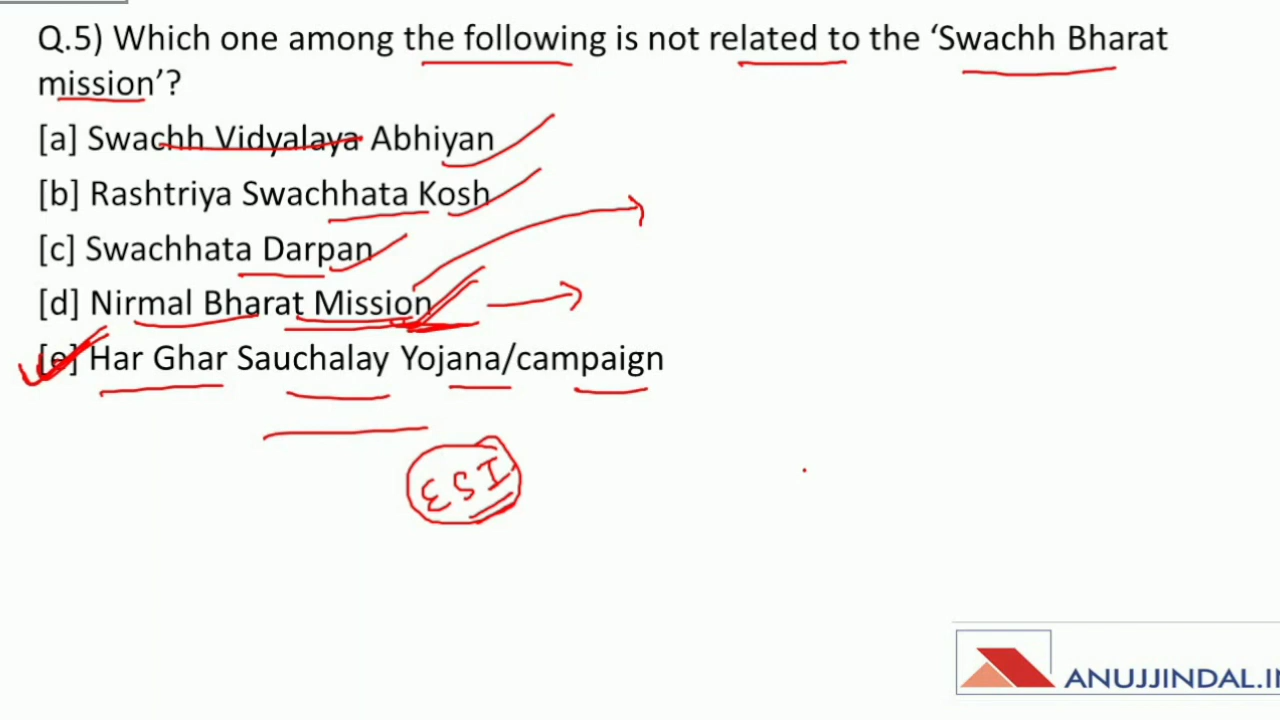 Q.5) Which one among the following is not related to the ‘Swachh Bharat
mission’?
[a] Swachh Vidyalaya Abhiyan
[b] Rashtriya Swachhata Kosh
[c] Swachhata Darpan
[d] Nirmal Bharat Mission
[e] Har Ghar Sauchalay Yojana/campaign
ANUJJINDAL.IN